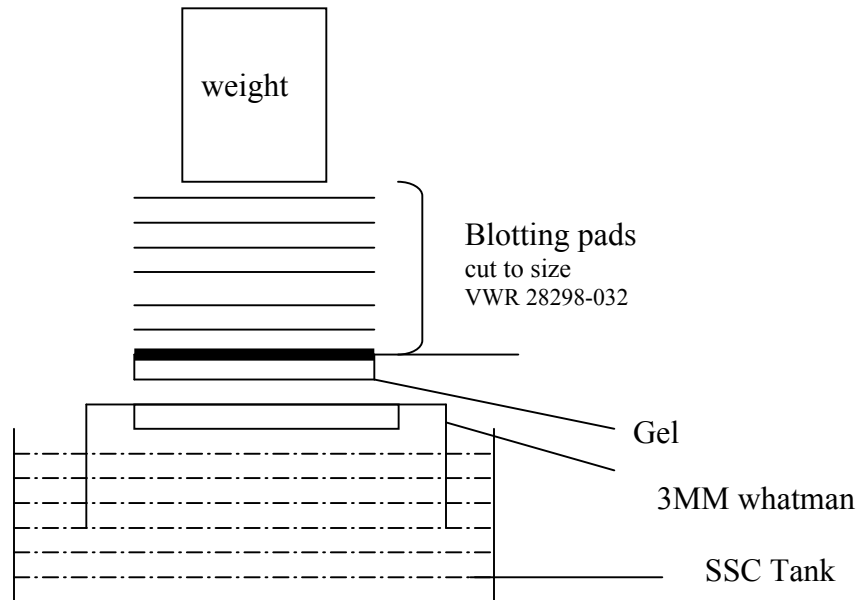 weight
Blotting pads
cut to size
VWR 28298-032
Gel
3MM whatman
SSC Tank